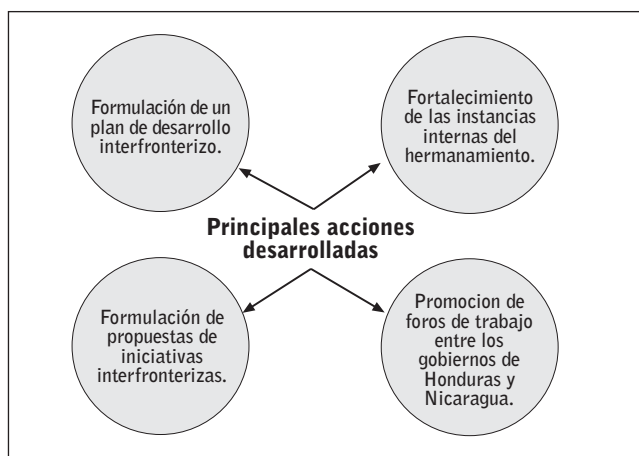 Formulación de un
plan de desarrollo
interfronterizo.
Fortalecimiento
de las instancias
internas del
hermanamiento.
Principales acciones
desarrolladas
Formulación de
propuestas de
iniciativas
interfronterizas.
Promocion de
foros de trabajo
entre los
gobiernos de
Honduras y
Nicaragua.